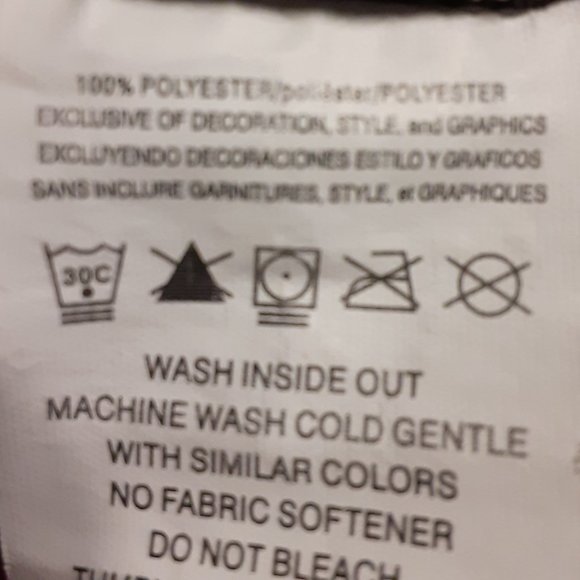 100% POLYESTER/poliéster/POLYESTER
EXCLUSIVE OF DECORATION, STYLE, and GRAPHICS
EXCLUYENDO DECORACIONES ESTILO Y GRAFICOS
SANS INCLURE GARNITURES, STYLE, et GRAPHIQUES
30C
WASH INSIDE OUT
MACHINE WASH COLD GENTLE
WITH SIMILAR COLORS
NO FABRIC SOFTENER
DO NOT BLEACH